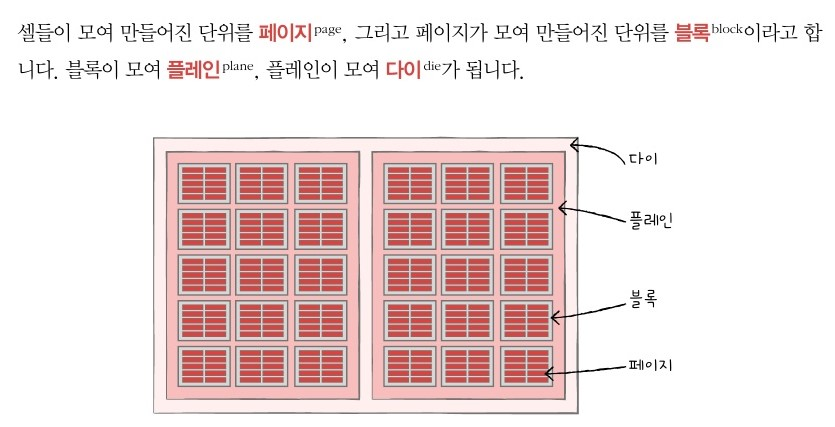 셀들이 모여 만들어진 단위를 페이지page, 그리고 페이지가 모여 만들어진 단위를 블록block이라고 합
니다. 블록이 모여 플레인plane, 플레인이 모여 다이die가 됩니다.
다이
플레인
블록
페이지